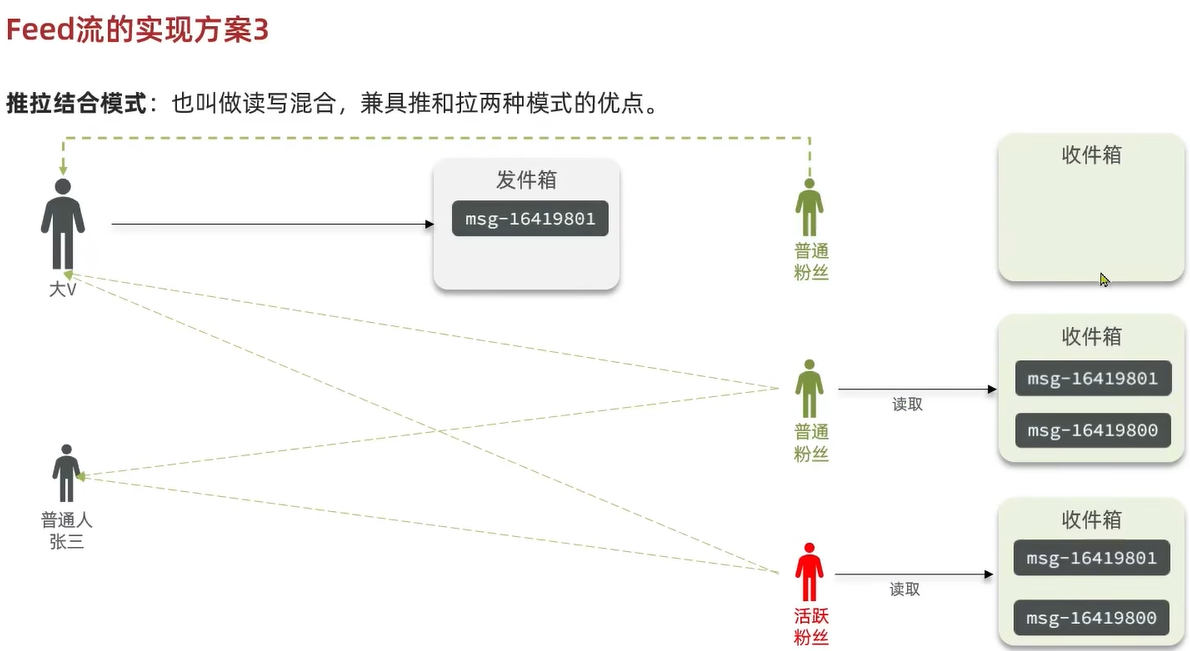 Feed流的实现方案3
推拉结合模式：也叫做读写混合，兼具推和拉两种模式的优点。
发件箱
msg-16419801
大V
普通
粉丝
收件箱
普通
粉丝
读取
收件箱
msg-16419801
msg-16419800
普通人
张三
活跃
粉丝
读取
收件箱
msg-16419801
msg-16419800